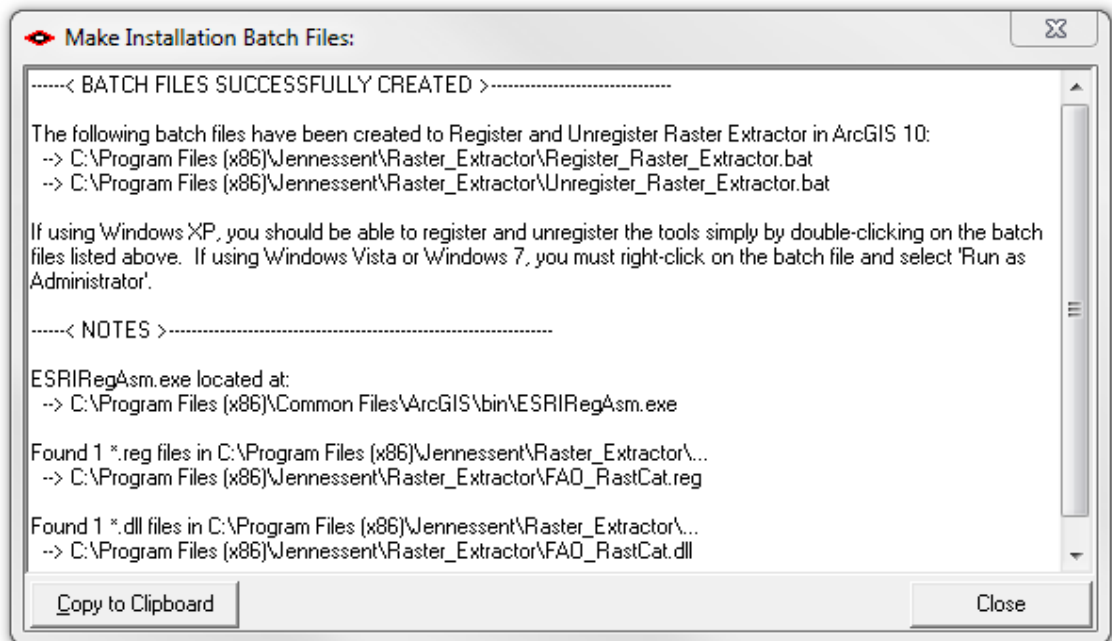 Make Installation Batch Files:
------< BATCH FILES SUCCESSFULLY CREATED >--------------------------------
The following batch files have been created to Register and Unregister Raster Extractor in ArcGIS 10:
--> C:\Program Files (x86)\Jennessent\Raster_Extractor\Register_Raster_Extractor.bat
--> C:\Program Files (x86)\Jennessent\Raster_Extractor\Unregister_Raster_Extractor.bat
If using Windows XP, you should be able to register and unregister the tools simply by double-clicking on the batch
files listed above.  If using Windows Vista or Windows 7, you must right-click on the batch file and select 'Run as
Administrator'.
------< NOTES >--------------------------------------------------------------------
ESRIRegAsm.exe located at:
--> C:\Program Files (x86)\Common Files\ArcGIS\bin\ESRIRegAsm.exe
Found 1 *.reg files in C:\Program Files (x86)\Jennessent\Raster_Extractor\...
--> C:\Program Files (x86)\Jennessent\Raster_Extractor\FAO_RastCat.reg
Found 1 *.dll files in C:\Program Files (x86)\Jennessent\Raster_Extractor\...
--> C:\Program Files (x86)\Jennessent\Raster_Extractor\FAO_RastCat.dll
Copy to Clipboard
Close